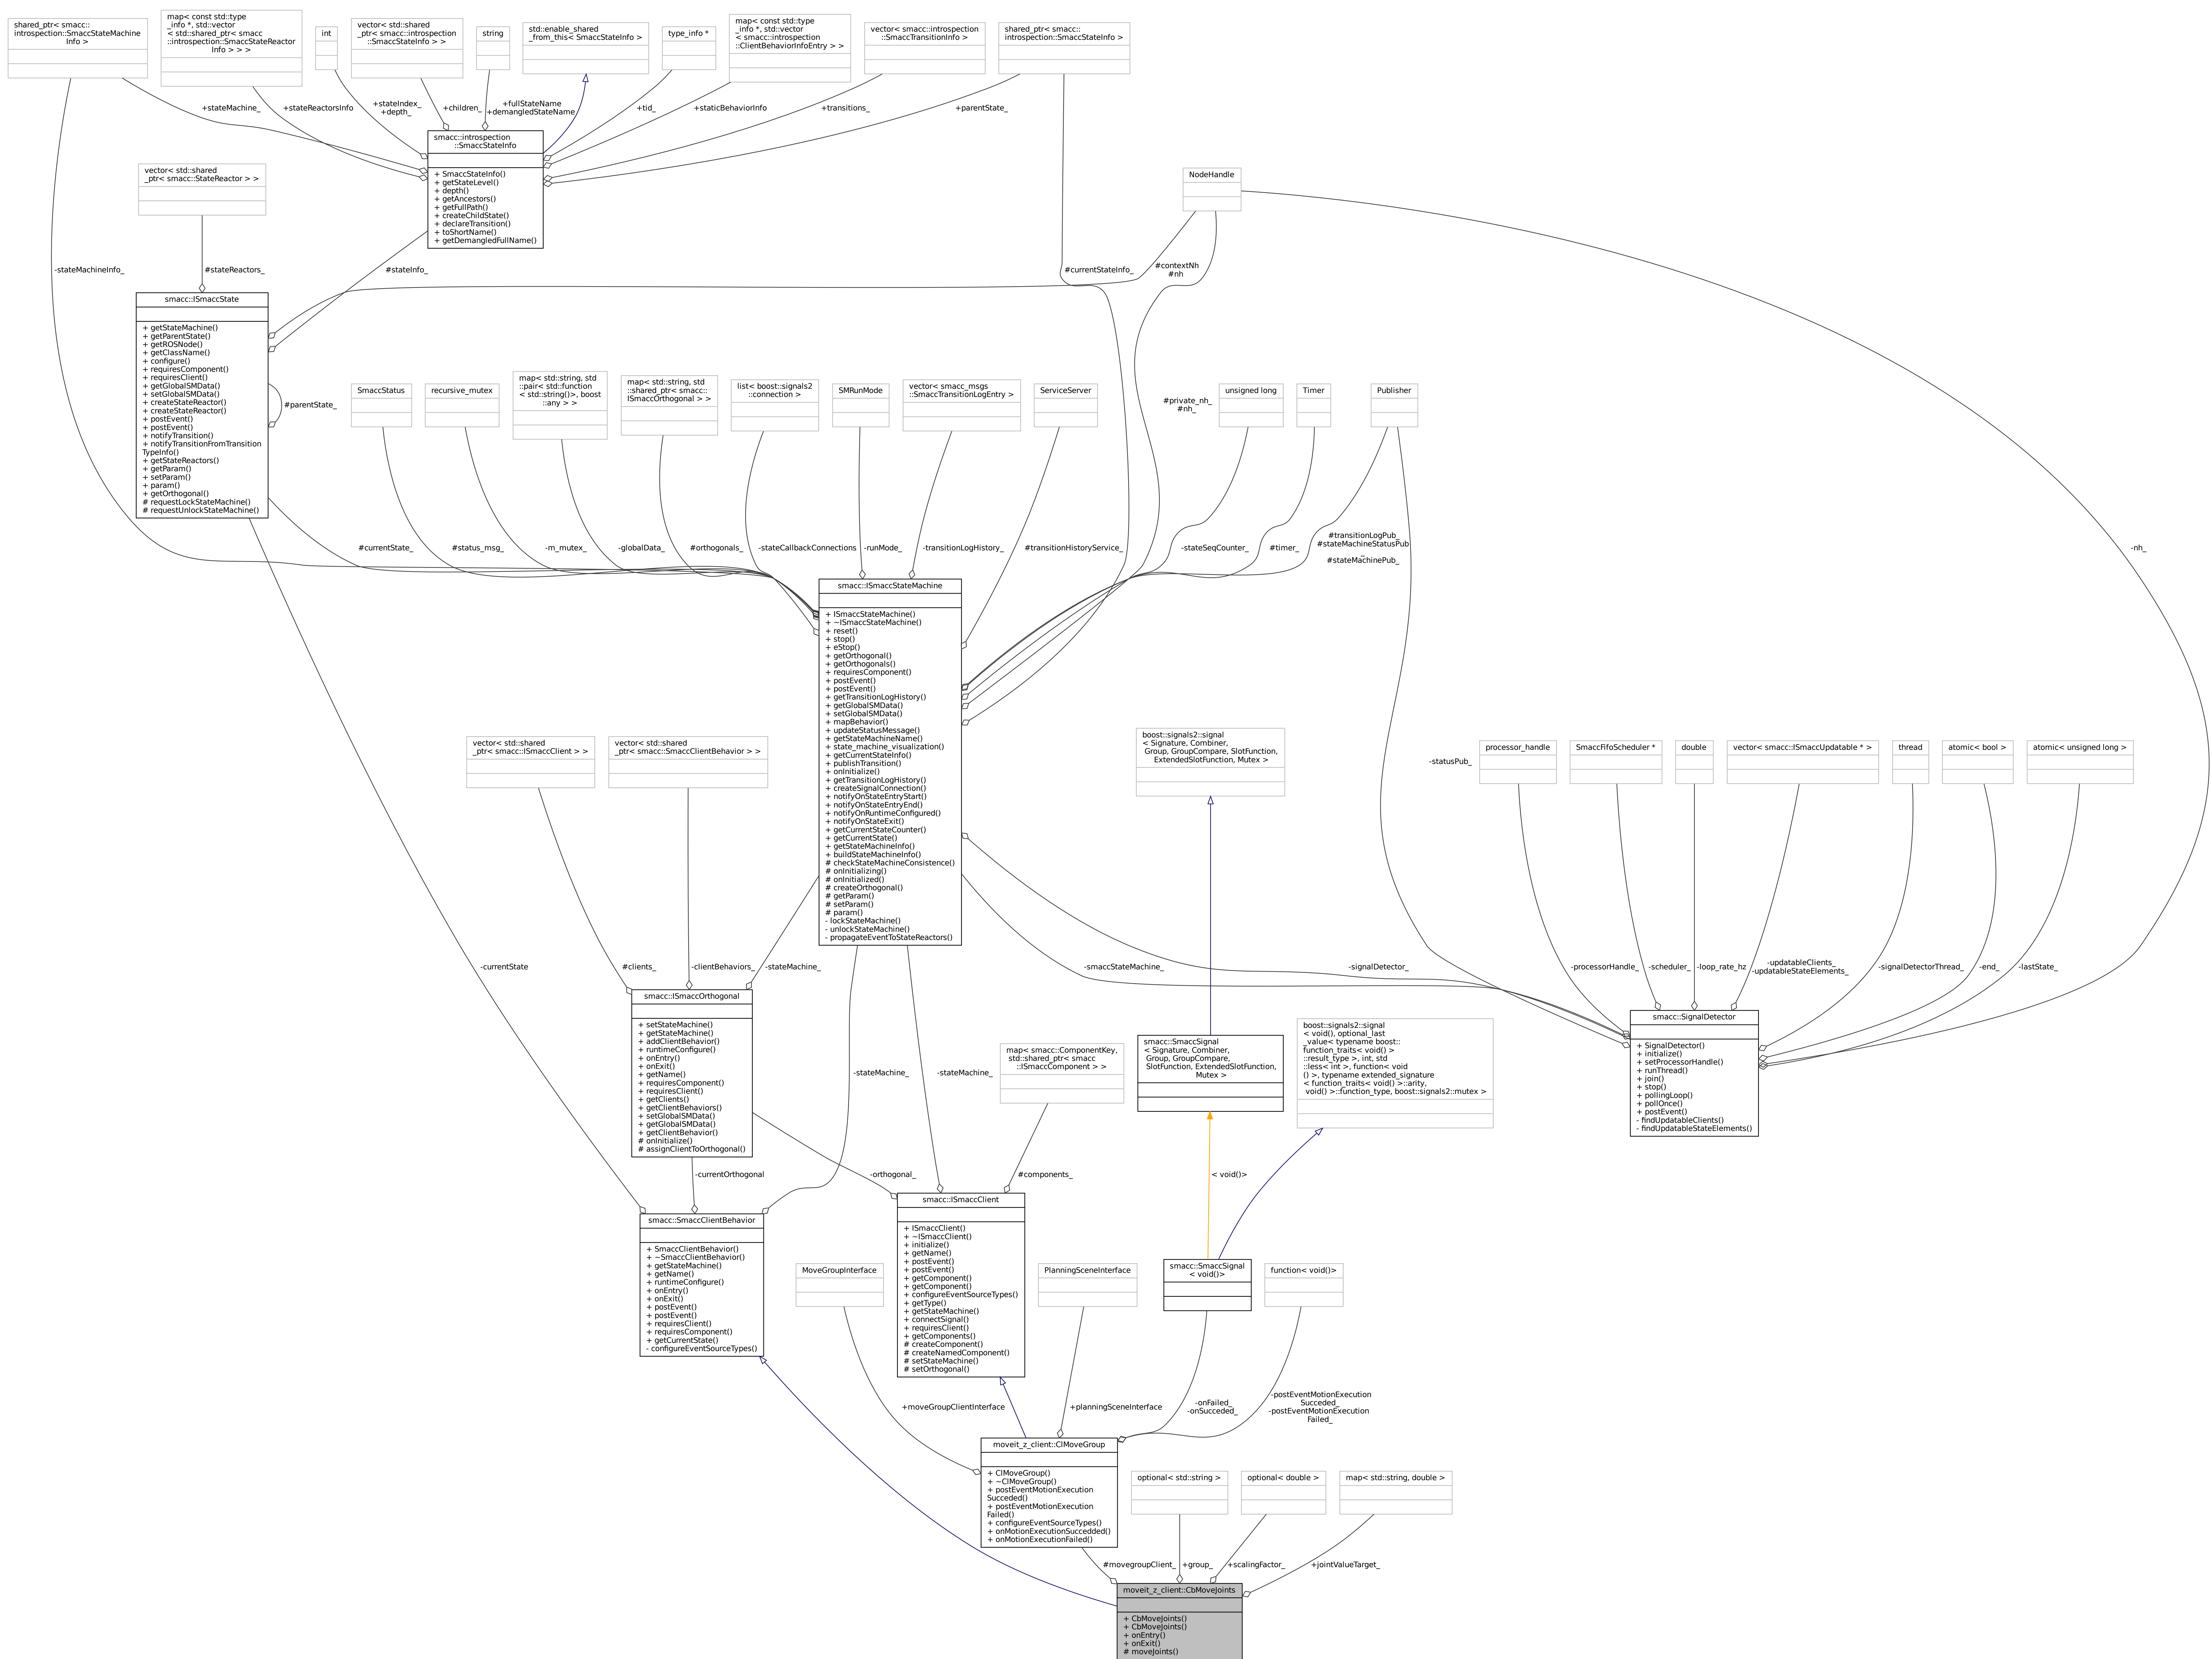 shared_ptr< smacc::
introspection::SmaccStateMachine
Info >
map< const std::type
_info *, std::vector
< std::shared_ptr< smacc
::introspection::SmaccStateReactor
Info > > >
int
vector< std::shared
_ptr< smacc::introspection
::SmaccStateInfo > >
string
std::enable_shared
_from_this< SmaccStateInfo >
type_info *
map< const std::type
_info *, std::vector
< smacc::introspection
::ClientBehaviorInfoEntry > >
vector< smacc::introspection
::SmaccTransitionInfo >
shared_ptr< smacc::
introspection::SmaccStateInfo >
+stateMachine_
+stateReactorsInfo
+stateIndex_
+depth_
+children_
+fullStateName
+demangledStateName
+tid_
+staticBehaviorInfo
+transitions_
+parentState_
smacc::introspection
::SmaccStateInfo
+ SmaccStateInfo()
+ getStateLevel()
+ depth()
+ getAncestors()
+ getFullPath()
+ createChildState()
+ declareTransition()
+ toShortName()
+ getDemangledFullName()
vector< std::shared
_ptr< smacc::StateReactor > >
NodeHandle
-stateMachineInfo_
#stateReactors_
#stateInfo_
#currentStateInfo_
#contextNh
#nh
smacc::ISmaccState
+ getStateMachine()
+ getParentState()
+ getROSNode()
+ getClassName()
+ configure()
+ requiresComponent()
+ requiresClient()
+ getGlobalSMData()
+ setGlobalSMData()
+ createStateReactor()
+ createStateReactor()
+ postEvent()
+ postEvent()
+ notifyTransition()
+ notifyTransitionFromTransition
TypeInfo()
+ getStateReactors()
+ getParam()
+ setParam()
+ param()
+ getOrthogonal()
# requestLockStateMachine()
# requestUnlockStateMachine()
#parentState_
SmaccStatus
recursive_mutex
map< std::string, std
::pair< std::function
< std::string()>, boost
::any > >
map< std::string, std
::shared_ptr< smacc::
ISmaccOrthogonal > >
list< boost::signals2
::connection >
SMRunMode
vector< smacc_msgs
::SmaccTransitionLogEntry >
ServiceServer
#private_nh_
#nh_
unsigned long
Timer
Publisher
#currentState_
#status_msg_
-m_mutex_
-globalData_
#orthogonals_
-stateCallbackConnections
-runMode_
-transitionLogHistory_
#transitionHistoryService_
-stateSeqCounter_
#timer_
#transitionLogPub_
#stateMachineStatusPub
_
#stateMachinePub_
-nh_
smacc::ISmaccStateMachine
+ ISmaccStateMachine()
+ ~ISmaccStateMachine()
+ reset()
+ stop()
+ eStop()
+ getOrthogonal()
+ getOrthogonals()
+ requiresComponent()
+ postEvent()
+ postEvent()
+ getTransitionLogHistory()
+ getGlobalSMData()
+ setGlobalSMData()
+ mapBehavior()
+ updateStatusMessage()
+ getStateMachineName()
+ state_machine_visualization()
+ getCurrentStateInfo()
+ publishTransition()
+ onInitialize()
+ getTransitionLogHistory()
+ createSignalConnection()
+ notifyOnStateEntryStart()
+ notifyOnStateEntryEnd()
+ notifyOnRuntimeConfigured()
+ notifyOnStateExit()
+ getCurrentStateCounter()
+ getCurrentState()
+ getStateMachineInfo()
+ buildStateMachineInfo()
# checkStateMachineConsistence()
# onInitializing()
# onInitialized()
# createOrthogonal()
# getParam()
# setParam()
# param()
- lockStateMachine()
- unlockStateMachine()
- propagateEventToStateReactors()
vector< std::shared
_ptr< smacc::ISmaccClient > >
vector< std::shared
_ptr< smacc::SmaccClientBehavior > >
boost::signals2::signal
< Signature, Combiner,
Group, GroupCompare, SlotFunction,
ExtendedSlotFunction, Mutex >
-statusPub_
processor_handle
SmaccFifoScheduler *
double
vector< smacc::ISmaccUpdatable * >
thread
atomic< bool >
atomic< unsigned long >
-currentState
#clients_
-clientBehaviors_
-stateMachine_
-smaccStateMachine_
-signalDetector_
-processorHandle_
-scheduler_
-loop_rate_hz
-updatableClients_
-updatableStateElements_
-signalDetectorThread_
-end_
-lastState_
smacc::ISmaccOrthogonal
+ setStateMachine()
+ getStateMachine()
+ addClientBehavior()
+ runtimeConfigure()
+ onEntry()
+ onExit()
+ getName()
+ requiresComponent()
+ requiresClient()
+ getClients()
+ getClientBehaviors()
+ setGlobalSMData()
+ getGlobalSMData()
+ getClientBehavior()
# onInitialize()
# assignClientToOrthogonal()
-stateMachine_
-stateMachine_
map< smacc::ComponentKey,
std::shared_ptr< smacc
::ISmaccComponent > >
smacc::SmaccSignal
< Signature, Combiner,
Group, GroupCompare,
SlotFunction, ExtendedSlotFunction,
Mutex >
boost::signals2::signal
< void(), optional_last
_value< typename boost::
function_traits< void() >
::result_type >, int, std
::less< int >, function< void
() >, typename extended_signature
< function_traits< void() >::arity,
void() >::function_type, boost::signals2::mutex >
smacc::SignalDetector
+ SignalDetector()
+ initialize()
+ setProcessorHandle()
+ runThread()
+ join()
+ stop()
+ pollingLoop()
+ pollOnce()
+ postEvent()
- findUpdatableClients()
- findUpdatableStateElements()
-currentOrthogonal
-orthogonal_
#components_
< void()>
smacc::SmaccClientBehavior
+ SmaccClientBehavior()
+ ~SmaccClientBehavior()
+ getStateMachine()
+ getName()
+ runtimeConfigure()
+ onEntry()
+ onExit()
+ postEvent()
+ postEvent()
+ requiresClient()
+ requiresComponent()
+ getCurrentState()
- configureEventSourceTypes()
smacc::ISmaccClient
+ ISmaccClient()
+ ~ISmaccClient()
+ initialize()
+ getName()
+ postEvent()
+ postEvent()
+ getComponent()
+ getComponent()
+ configureEventSourceTypes()
+ getType()
+ getStateMachine()
+ connectSignal()
+ requiresClient()
+ getComponents()
# createComponent()
# createNamedComponent()
# setStateMachine()
# setOrthogonal()
MoveGroupInterface
PlanningSceneInterface
smacc::SmaccSignal
< void()>
function< void()>
+moveGroupClientInterface
+planningSceneInterface
-onFailed_
-onSucceded_
-postEventMotionExecution
Succeded_
-postEventMotionExecution
Failed_
moveit_z_client::ClMoveGroup
+ ClMoveGroup()
+ ~ClMoveGroup()
+ postEventMotionExecution
Succeded()
+ postEventMotionExecution
Failed()
+ configureEventSourceTypes()
+ onMotionExecutionSuccedded()
+ onMotionExecutionFailed()
optional< std::string >
optional< double >
map< std::string, double >
#movegroupClient_
+group_
+scalingFactor_
+jointValueTarget_
moveit_z_client::CbMoveJoints
+ CbMoveJoints()
+ CbMoveJoints()
+ onEntry()
+ onExit()
# moveJoints()